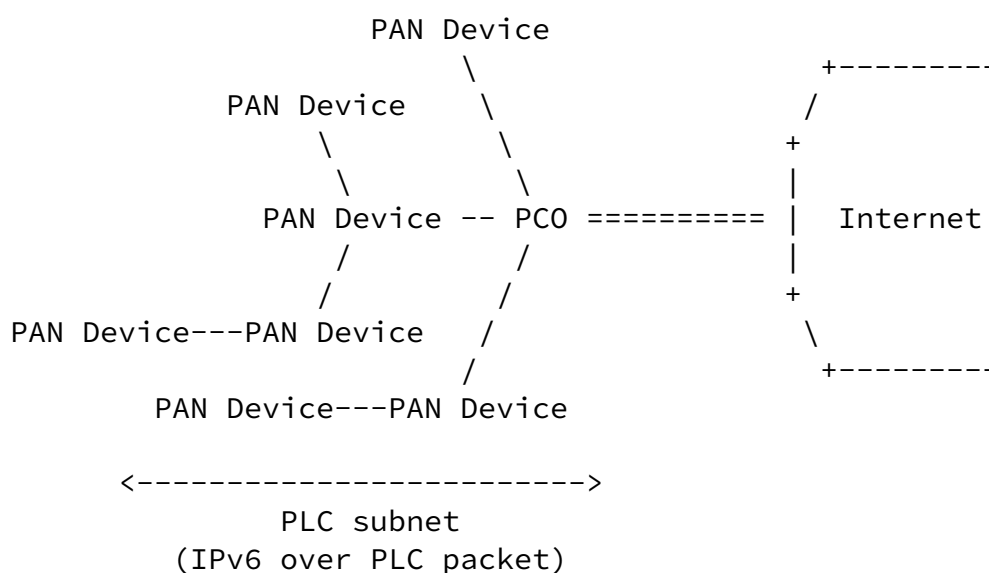 PAN Device
PAN Device
PAN Device -- PCO ========== | Internet
PAN Device---PAN Device
PAN Device---PAN Device
<------------------------->
PLC subnet
(IPv6 over PLC packet)